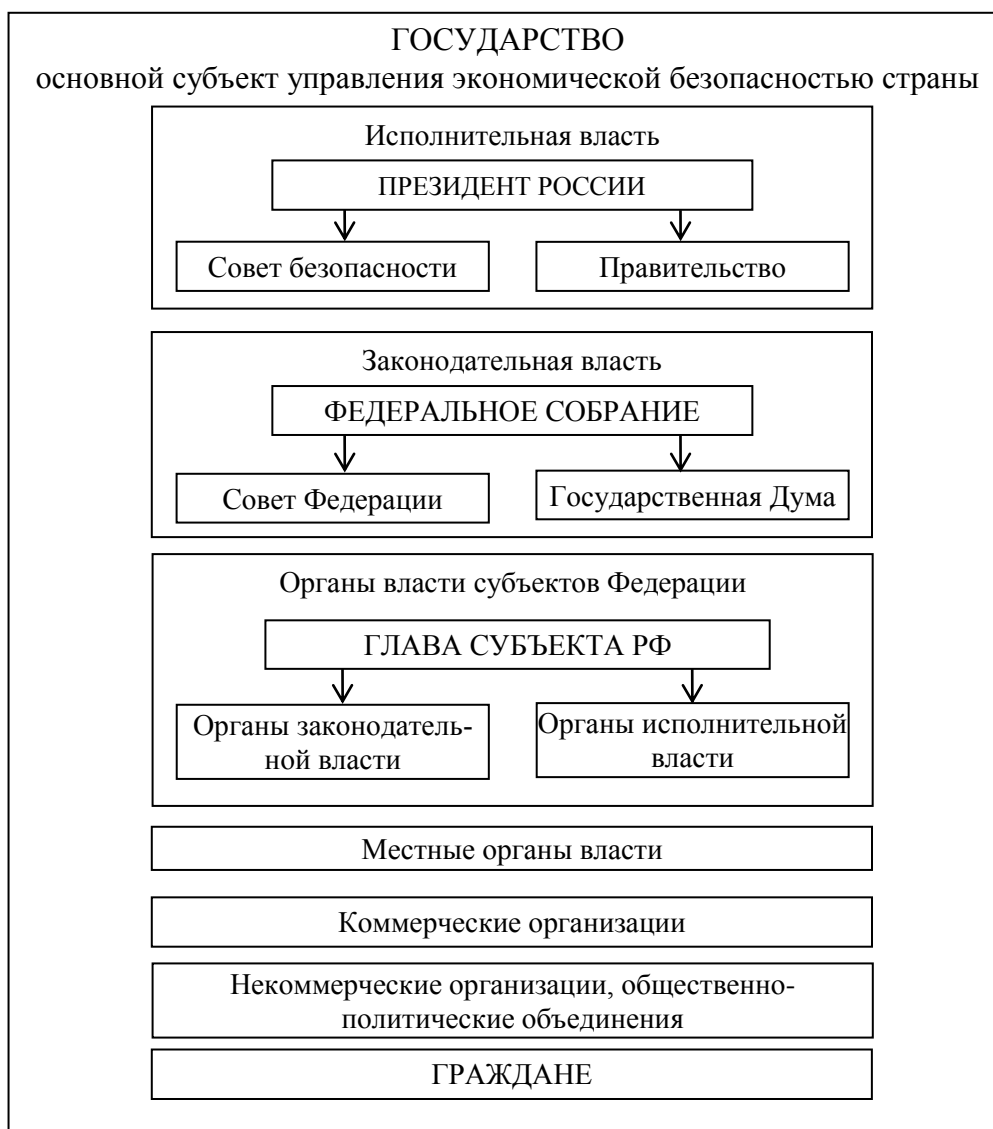 ГОСУДАРСТВО
основной субъект управления экономической безопасностью страны
Исполнительная власть
ПРЕЗИДЕНТ РОССИИ
Совет безопасности
Правительство
Законодательная власть
ФЕДЕРАЛЬНОЕ СОБРАНИЕ
Совет Федерации
Государственная Дума
Органы власти субъектов Федерации
ГЛАВА СУБЪЕКТА РФ
Органы законодатель-
ной власти
Органы исполнительной
власти
Местные органы власти
Коммерческие организации
Некоммерческие организации, общественно-
политические объединения
ГРАЖДАНЕ